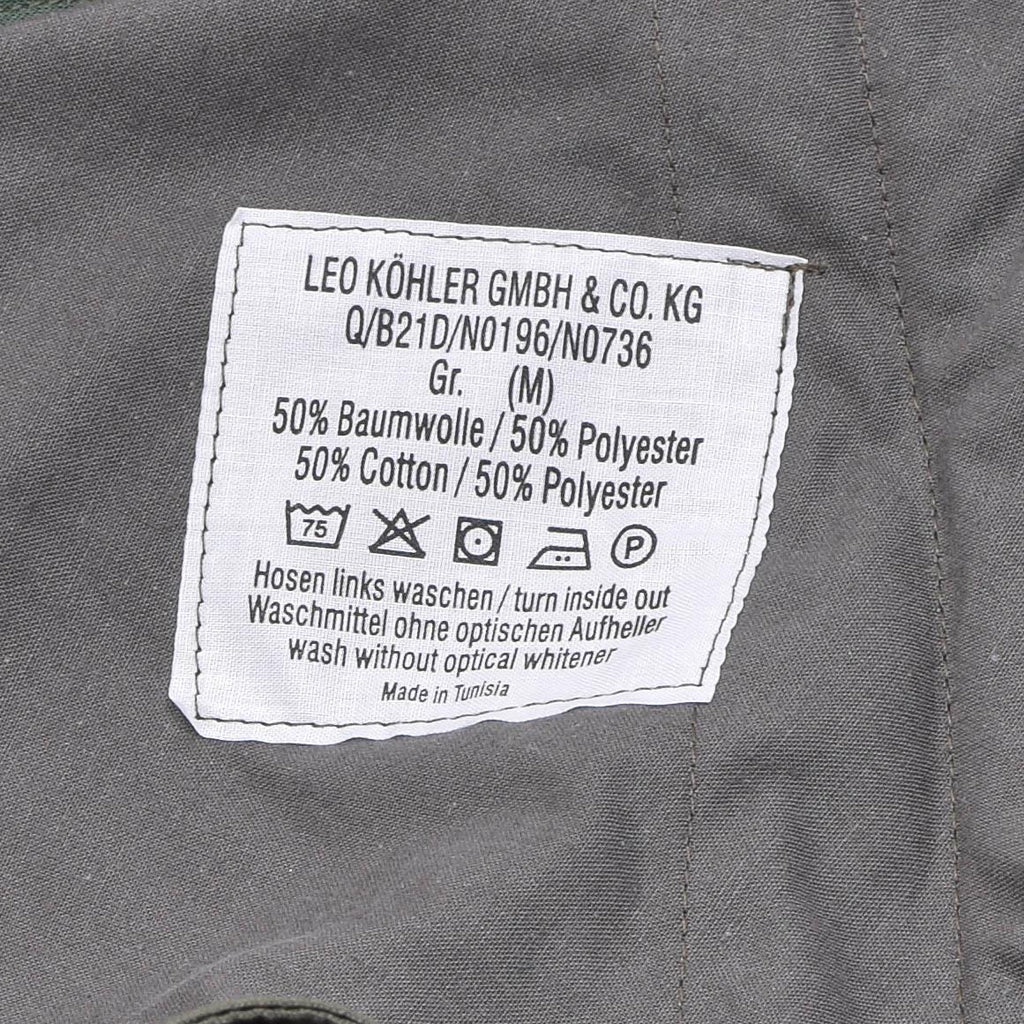 LEO KÖHLER GMBH & CO. KG
Q/B21D/N0196/N0736
Gr. (M)
50% Baumwolle / 50% Polyester
50% Cotton / 50% Polyester
75 P
Hosen links waschen / turn inside out
Waschmittel ohne optischen Aufheller
wash without optical whitener
Made in Tunisia